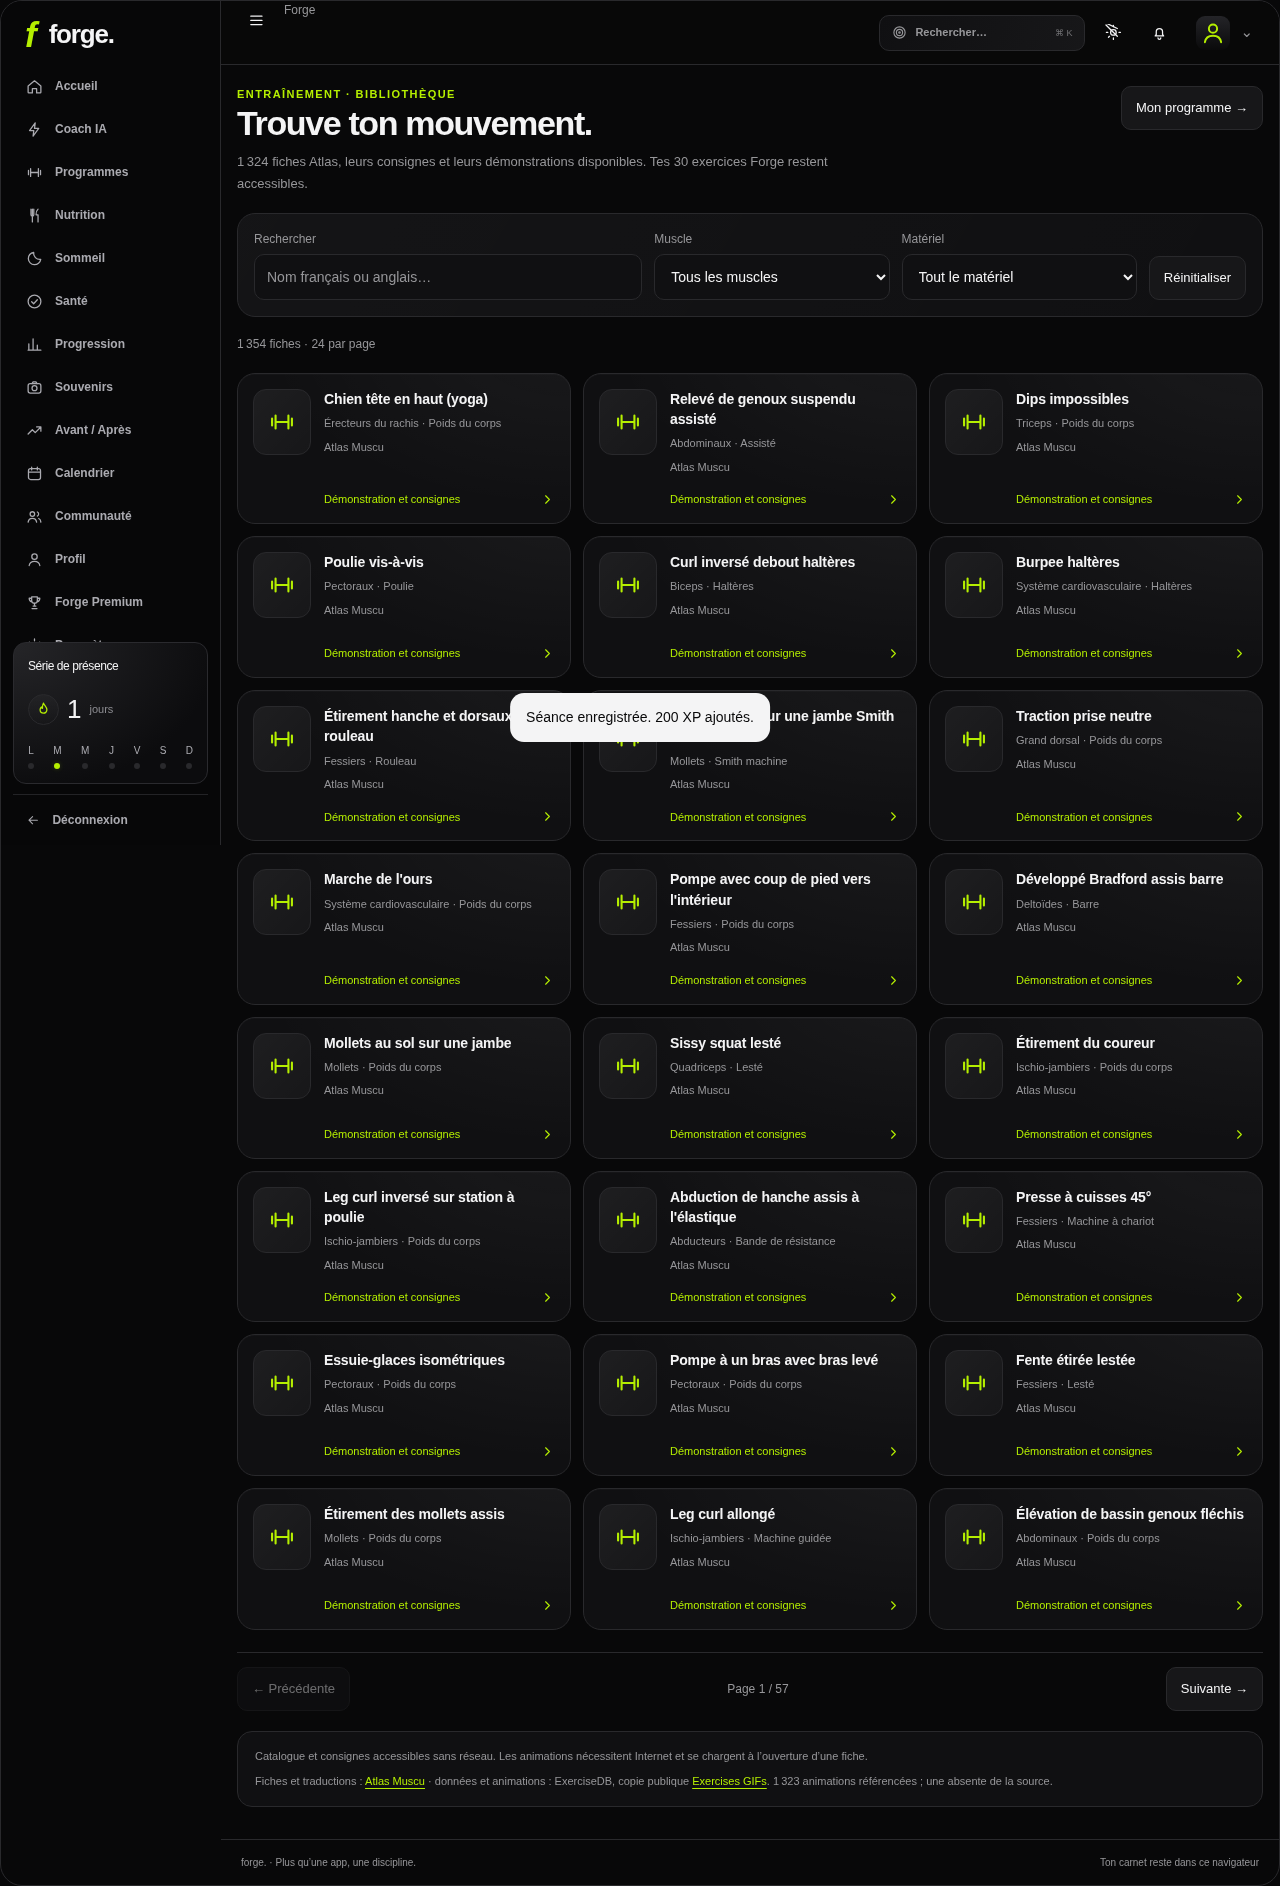 forge.
Accueil
Coach IA
Programmes
Nutrition
Sommeil
Santé
Progression
Souvenirs
Avant / Après
Calendrier
Communauté
Profil
Forge Premium
Série de présence
1 jours
L M M J V S D
← Déconnexion
Forge
Rechercher… ⌘ K
ENTRAÎNEMENT · BIBLIOTHÈQUE
Trouve ton mouvement.
Mon programme →
1 324 fiches Atlas, leurs consignes et leurs démonstrations disponibles. Tes 30 exercices Forge restent
accessibles.
Rechercher
Nom français ou anglais…
Muscle
Tous les muscles
Matériel
Tout le matériel
Réinitialiser
1 354 fiches · 24 par page
Chien tête en haut (yoga)
Érecteurs du rachis · Poids du corps
Atlas Muscu
Démonstration et consignes
Relevé de genoux suspendu
assisté
Abdominaux · Assisté
Atlas Muscu
Démonstration et consignes
Dips impossibles
Triceps · Poids du corps
Atlas Muscu
Démonstration et consignes
Poulie vis-à-vis
Pectoraux · Poulie
Atlas Muscu
Démonstration et consignes
Curl inversé debout haltères
Biceps · Haltères
Atlas Muscu
Démonstration et consignes
Burpee haltères
Système cardiovasculaire · Haltères
Atlas Muscu
Démonstration et consignes
Étirement hanche et dorsaux
rouleau
Fessiers · Rouleau
Atlas Muscu
Démonstration et consignes
Séance enregistrée. 200 XP ajoutés.
une jambe Smith
Mollets · Smith machine
Atlas Muscu
Démonstration et consignes
Traction prise neutre
Grand dorsal · Poids du corps
Atlas Muscu
Démonstration et consignes
Marche de l'ours
Système cardiovasculaire · Poids du corps
Atlas Muscu
Démonstration et consignes
Pompe avec coup de pied vers
l'intérieur
Fessiers · Poids du corps
Atlas Muscu
Démonstration et consignes
Développé Bradford assis barre
Deltoïdes · Barre
Atlas Muscu
Démonstration et consignes
Mollets au sol sur une jambe
Mollets · Poids du corps
Atlas Muscu
Démonstration et consignes
Sissy squat lesté
Quadriceps · Lesté
Atlas Muscu
Démonstration et consignes
Étirement du coureur
Ischio-jambiers · Poids du corps
Atlas Muscu
Démonstration et consignes
Leg curl inversé sur station à
poulie
Ischio-jambiers · Poids du corps
Atlas Muscu
Démonstration et consignes
Abduction de hanche assis à
l'élastique
Abducteurs · Bande de résistance
Atlas Muscu
Démonstration et consignes
Presse à cuisses 45°
Fessiers · Machine à chariot
Atlas Muscu
Démonstration et consignes
Essuie-glaces isométriques
Pectoraux · Poids du corps
Atlas Muscu
Démonstration et consignes
Pompe à un bras avec bras levé
Pectoraux · Poids du corps
Atlas Muscu
Démonstration et consignes
Fente étirée lestée
Fessiers · Lesté
Atlas Muscu
Démonstration et consignes
Étirement des mollets assis
Mollets · Poids du corps
Atlas Muscu
Démonstration et consignes
Leg curl allongé
Ischio-jambiers · Machine guidée
Atlas Muscu
Démonstration et consignes
Élévation de bassin genoux fléchis
Abdominaux · Poids du corps
Atlas Muscu
Démonstration et consignes
← Précédente
Page 1 / 57
Suivante →
Catalogue et consignes accessibles sans réseau. Les animations nécessitent Internet et se chargent à l’ouverture d’une fiche.
Fiches et traductions : Atlas Muscu · données et animations : ExerciseDB, copie publique Exercises GIFs. 1 323 animations référencées ; une absente de la source.
forge. · Plus qu’une app, une discipline.
Ton carnet reste dans ce navigateur